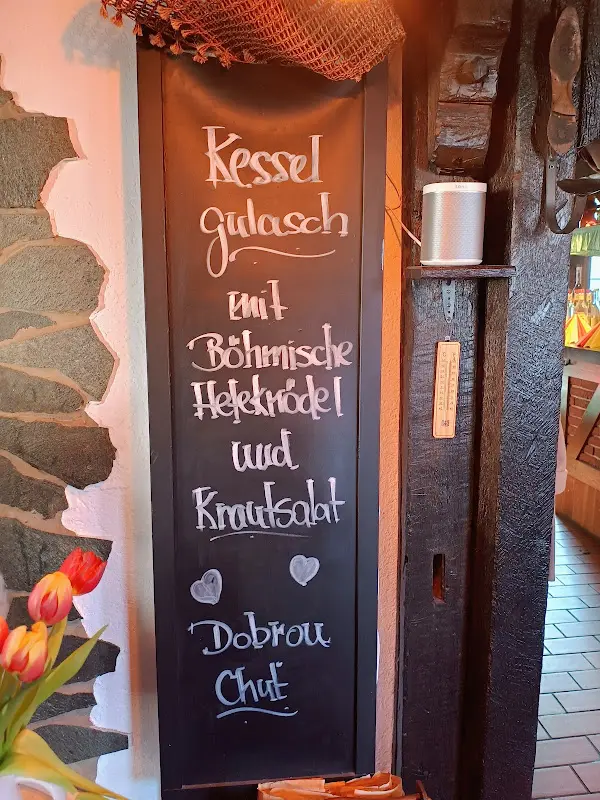 Kessel
gulasch
mit
Böhmische
Hefeknödel
und
Krautsalat
Dobrou
Chuť